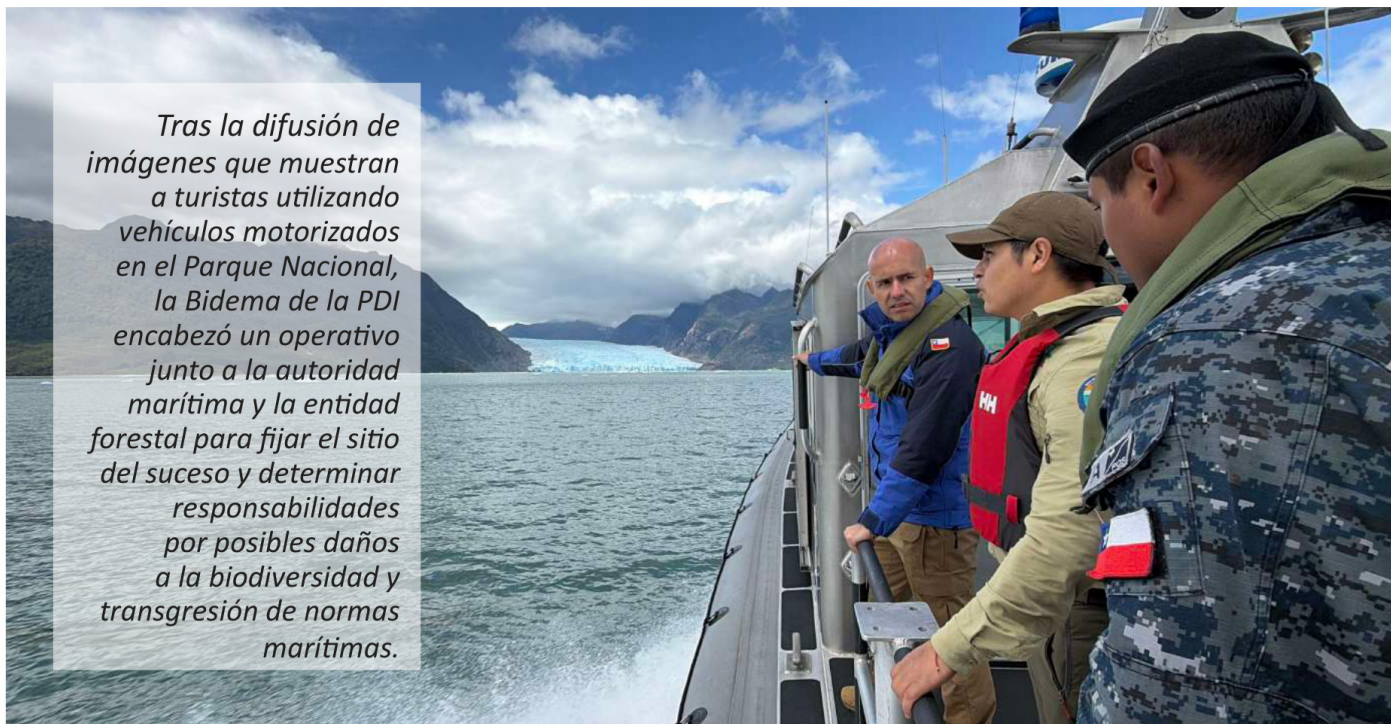 Tras la difusión de
imágenes que muestran
a turistas utilizando
vehículos motorizados
en el Parque Nacional,
la Bidema de la PDI
encabezó un operativo
junto a la autoridad
marítima y la entidad
forestal para fijar el sitio
del suceso y determinar
responsabilidades
por posibles daños
a la biodiversidad y
transgresión de normas
marítimas.
HH